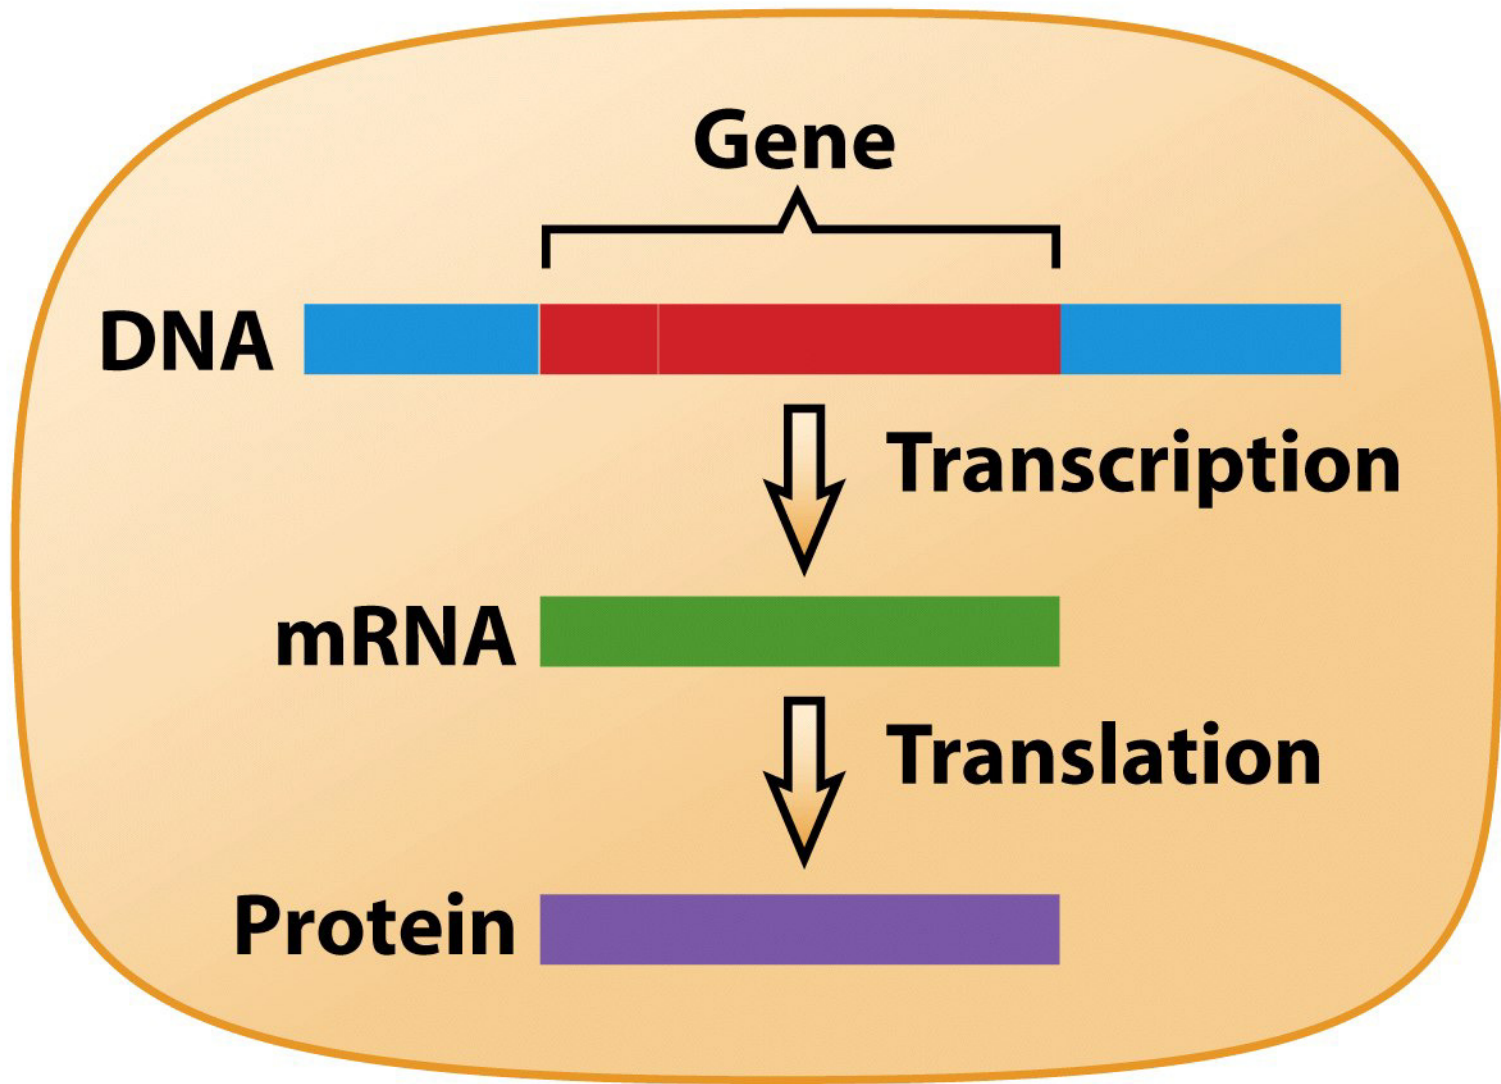 Gene
DNA
Transcription
mRNA
Translation
Protein